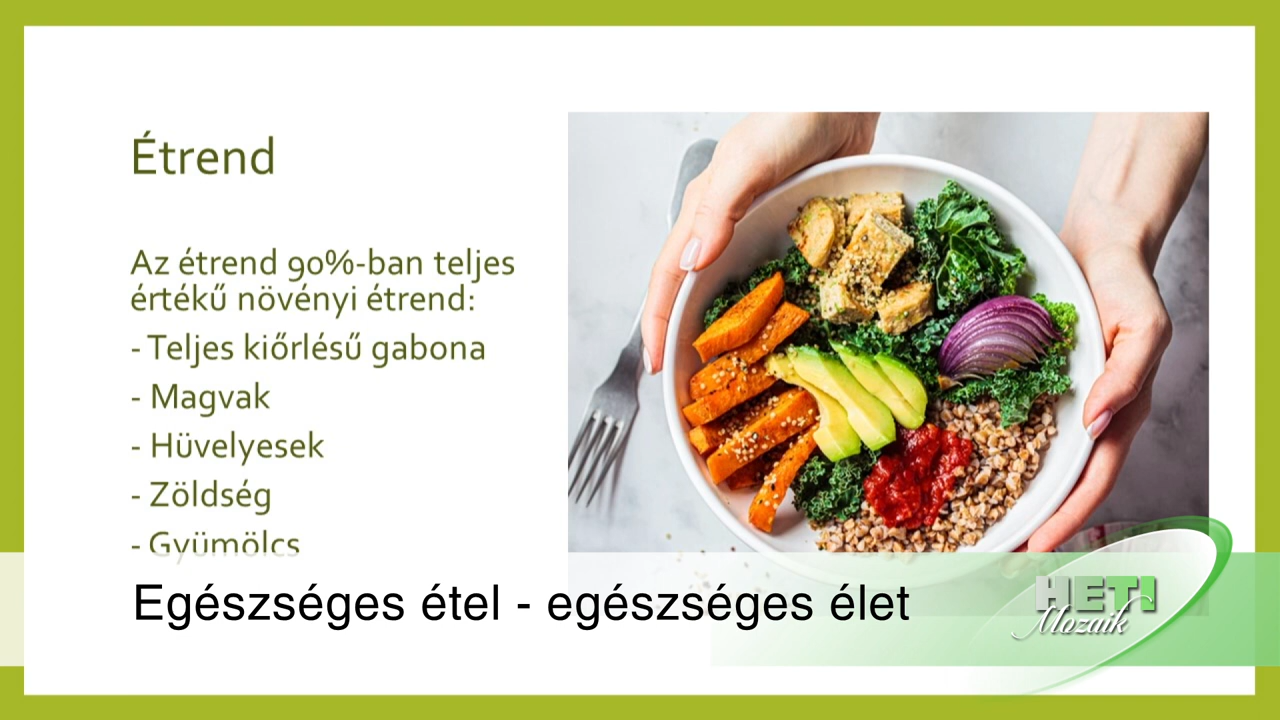 Étrend
Az étrend 90%-ban teljes
értékű növényi étrend:
- Teljes kiőrlésű gabona
- Magvak
- Hüvelyesek
- Zöldség
- Gyümölcs
Egészséges étel - egészséges élet
HETI
Mozaik